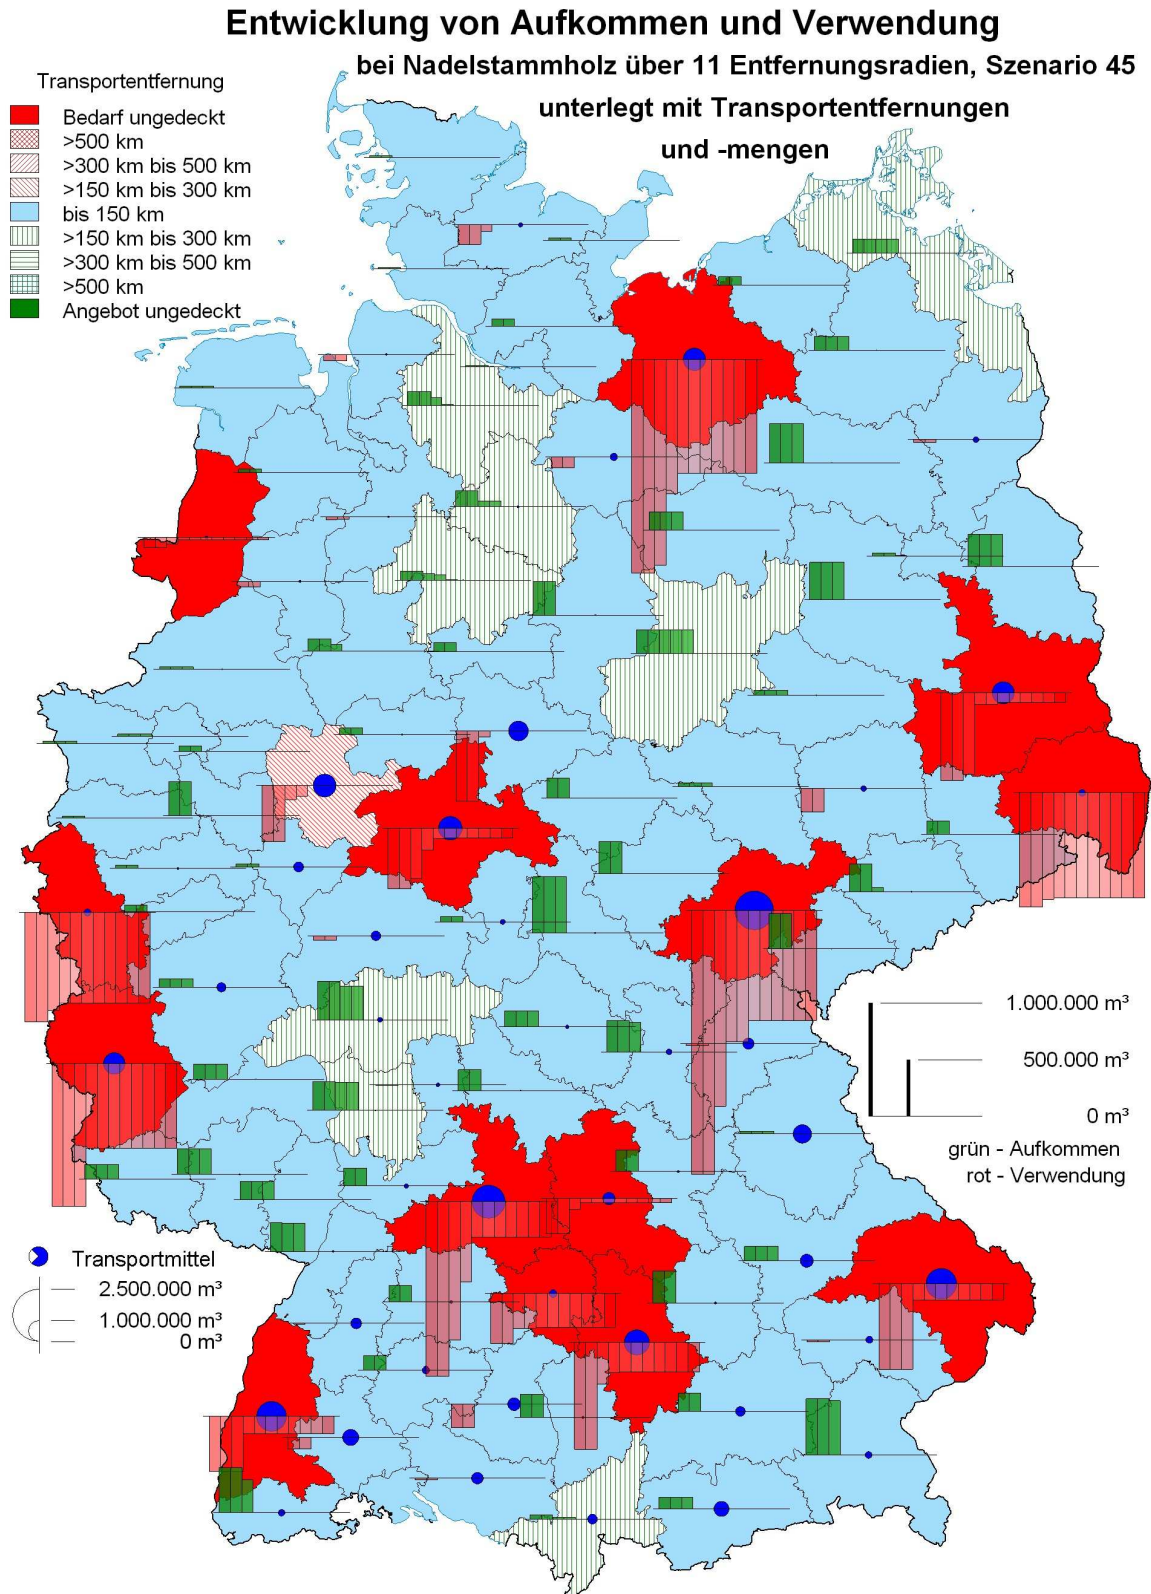 Entwicklung von Aufkommen und Verwendung
bei Nadelstammholz über 11 Entfernungsradien, Szenario 45
unterlegt mit Transportentfernungen
und -mengen
Transportentfernung
Bedarf ungedeckt
>500 km
>300 km bis 500 km
>150 km bis 300 km
bis 150 km
>150 km bis 300 km
>300 km bis 500 km
>500 km
Angebot ungedeckt
1.000.000 m³
500.000 m³
0 m³
grün - Aufkommen
rot - Verwendung
Transportmittel
2.500.000 m³
1.000.000 m³
0 m³